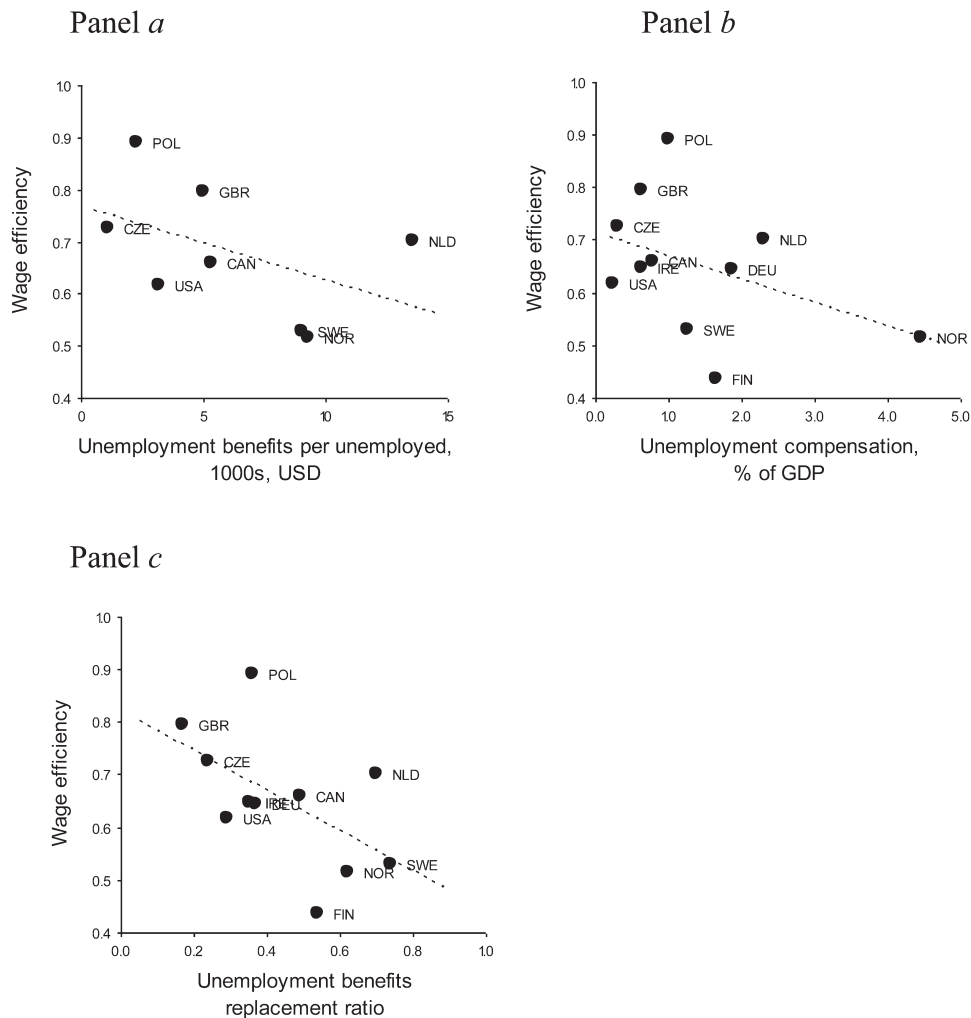 Panel a
Panel b
1.0
0.9
0.8
0.7
0.6
0.5
0.4
Wage efficiency
POL
GBR
CZE
NLD
CAN
USA
SWE
NOR
0
5
10
15
Unemployment benefits per unemployed,
1000s, USD
1.0
0.9
0.8
0.7
0.6
0.5
0.4
Wage efficiency
POL
GBR
CZE
NLD
CAN
IRE
DEU
USA
SWE
NOR
FIN
0.0
1.0
2.0
3.0
4.0
5.0
Unemployment compensation,
% of GDP
Panel c
1.0
0.9
0.8
0.7
0.6
0.5
0.4
Wage efficiency
POL
GBR
CZE
NLD
CAN
IRE
DEU
USA
SWE
NOR
FIN
0.0
0.2
0.4
0.6
0.8
1.0
Unemployment benefits
replacement ratio